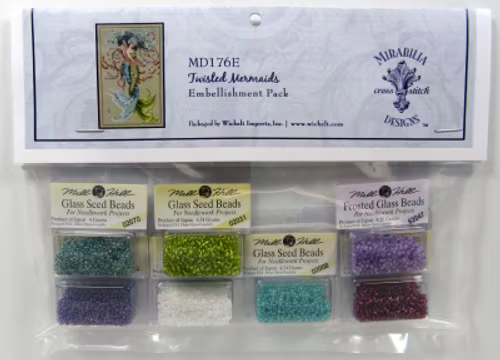 MD176E
Twisted Mermaids
Embellishment Pack
Packaged by Wichelt Imports, Inc. | www.wichelt.com
MIRABILIA
cross stitch
DESIGNS
Mill Hill
Glass Seed Beads
For Needlework Projects
Mill Hill
Glass Seed Beads
For Needlework Projects
Mill Hill
Glass Seed Beads
For Needlework Projects
Mill Hill
Frosted Glass Seed Beads
For Needlework Projects